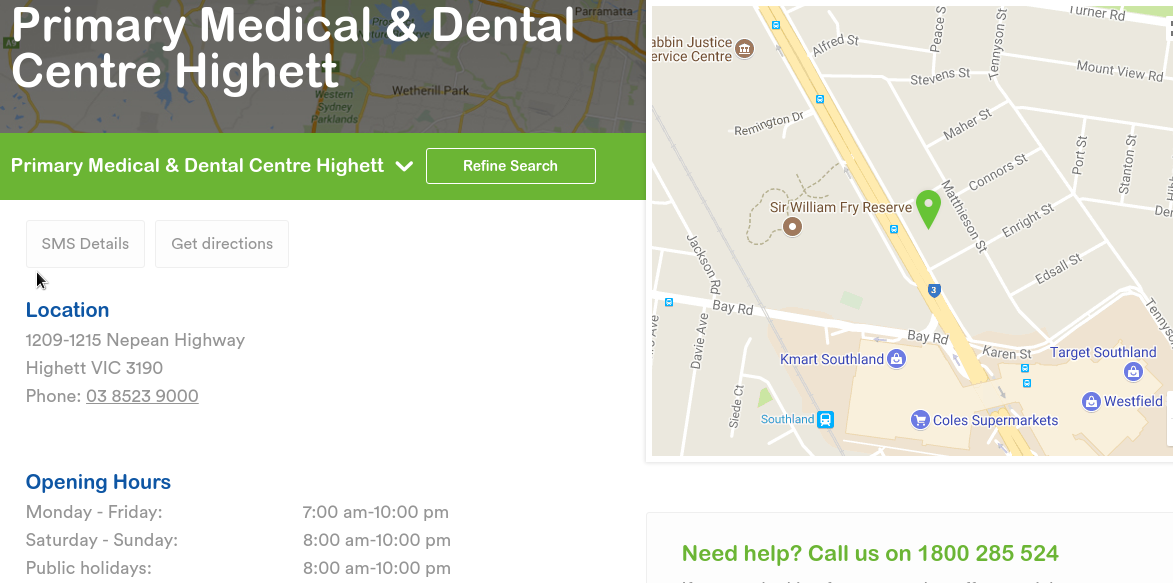 Primary Medical & Dental
Centre Highett
Parramatta
Wetherill Park
Western
Sydney
Parklands
Primary Medical & Dental Centre Highett
Refine Search
SMS Details
Get directions
Location
1209-1215 Nepean Highway
Highett VIC 3190
Phone: 03 8523 9000
Opening Hours
Monday - Friday: 7:00 am-10:00 pm
Saturday - Sunday: 8:00 am-10:00 pm
Public holidays: 8:00 am-10:00 pm
Turner Rd
Peace S
Tennyson St
abbin Justice
ervice Centre
Alfred St
Stevens St
Mount View Rd
Remington Dr
Maher St
Port St
Stanton St
Connors St
Matthieson St
Sir William Fry Reserve
Enright St
Edsall St
Jackson Rd
3
Bay Rd
Davie Ave
Bay Rd
Karen St
Tennyso
Kmart Southland
Target Southland
Siede Ct
Westfield
Southland
Coles Supermarkets
Need help? Call us on 1800 285 524